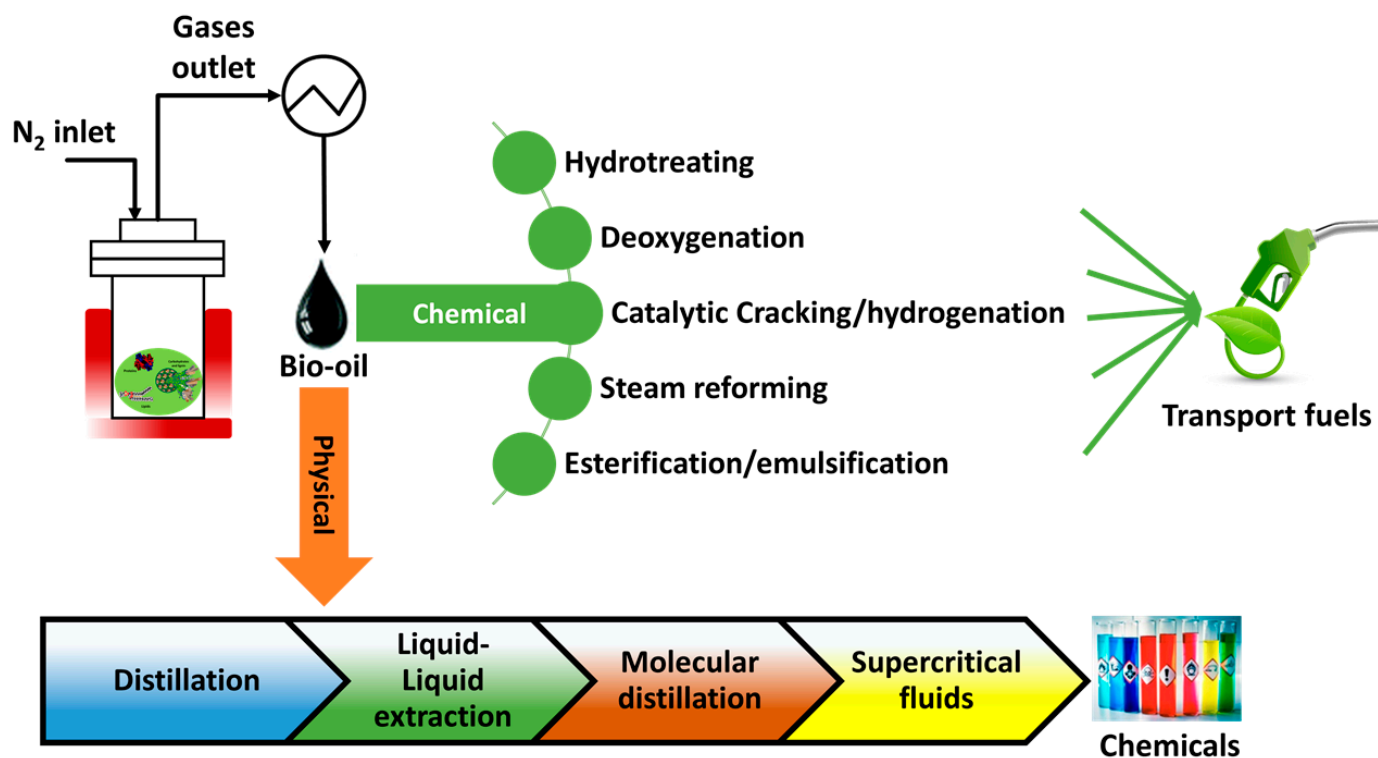 Gases
outlet
N₂ inlet
Hydrotreating
Deoxygenation
Chemical
Catalytic Cracking/hydrogenation
Bio-oil
Steam reforming
Transport fuels
Esterification/emulsification
Physical
Distillation
Liquid-
Liquid
extraction
Molecular
distillation
Supercritical
fluids
Chemicals